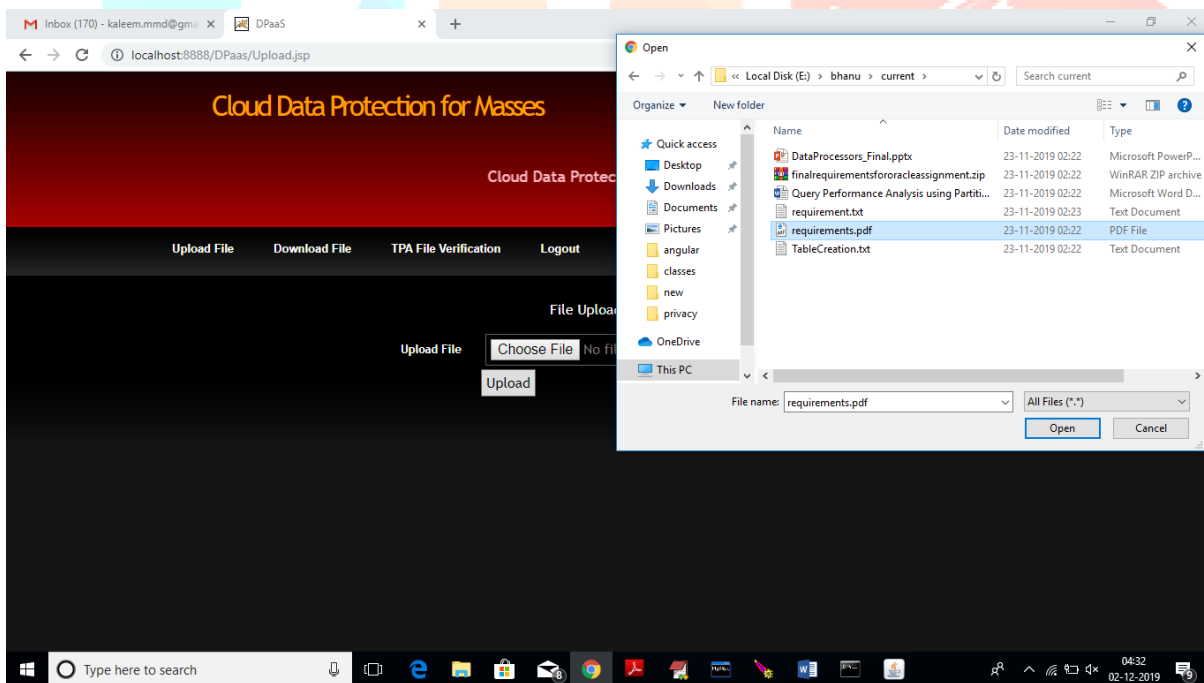 Inbox (170) - kaleem.mmd@gma
DPaaS
localhost:8888/DPaas/Upload.jsp
Cloud Data Protection for Masses
Cloud Data Protec
Upload File Download File TPA File Verification Logout
File Uploa
Upload File Choose File No fil
Upload
Open
« Local Disk (E:) › bhanu › current ›
Search current
Organize New folder
Quick access
Desktop
Downloads
Documents
Pictures
angular
classes
new
privacy
OneDrive
This PC
Name Date modified Type
DataProcessors_Final.pptx 23-11-2019 02:22 Microsoft PowerP...
finalrequirementsfororacleassignment.zip 23-11-2019 02:22 WinRAR ZIP archive
Query Performance Analysis using Partiti... 23-11-2019 02:22 Microsoft Word D...
requirement.txt 23-11-2019 02:23 Text Document
requirements.pdf 23-11-2019 02:22 PDF File
TableCreation.txt 23-11-2019 02:22 Text Document
File name: requirements.pdf All Files (*.*)
Open Cancel
Type here to search
8
04:32
02-12-2019